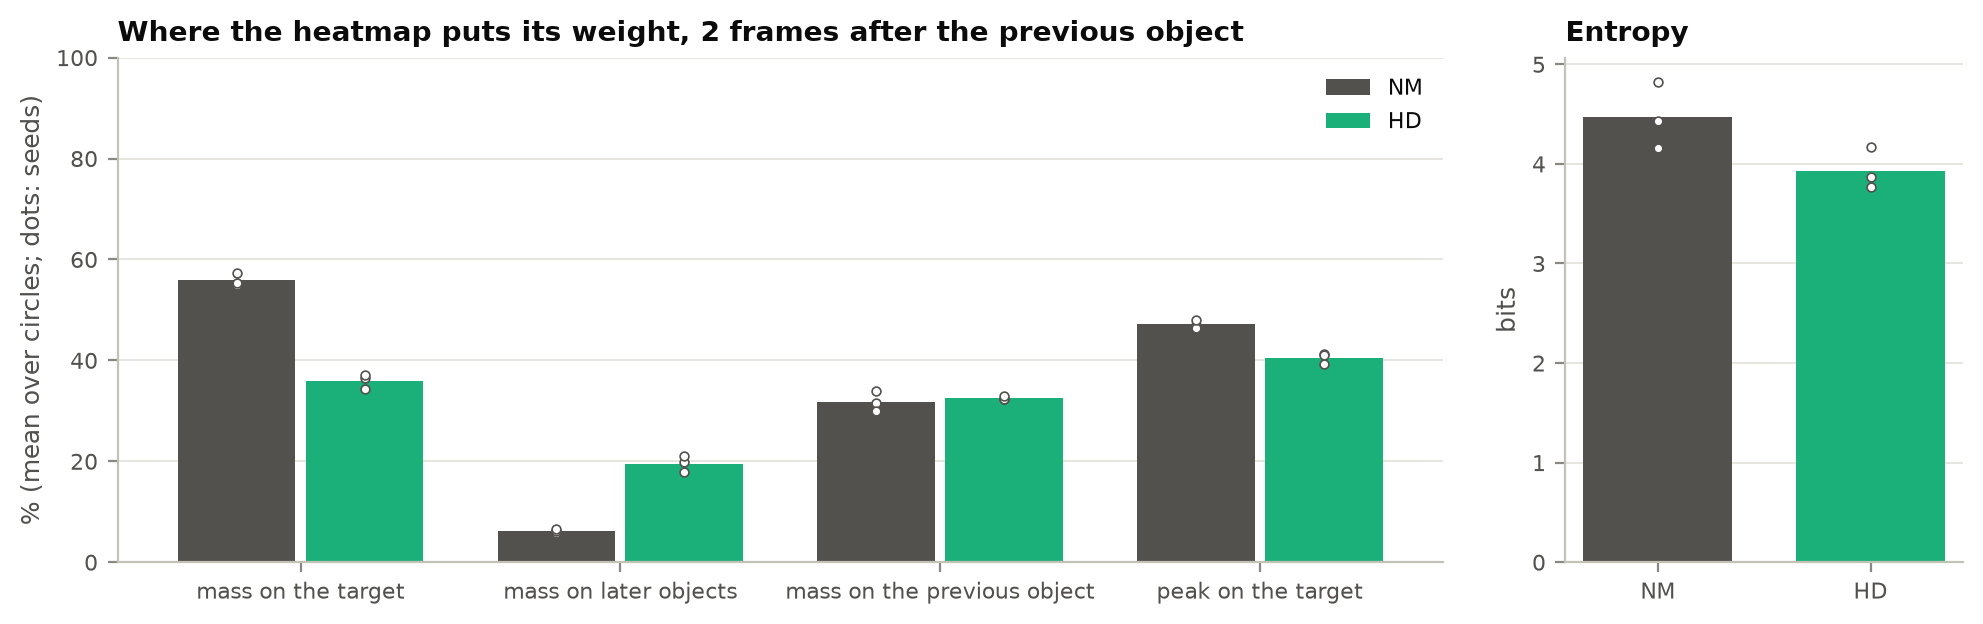 Where the heatmap puts its weight, 2 frames after the previous object
% (mean over circles; dots: seeds)
100
80
60
40
20
0
NM
HD
mass on the target
mass on later objects
mass on the previous object
peak on the target
Entropy
bits
5
4
3
2
1
0
NM
HD